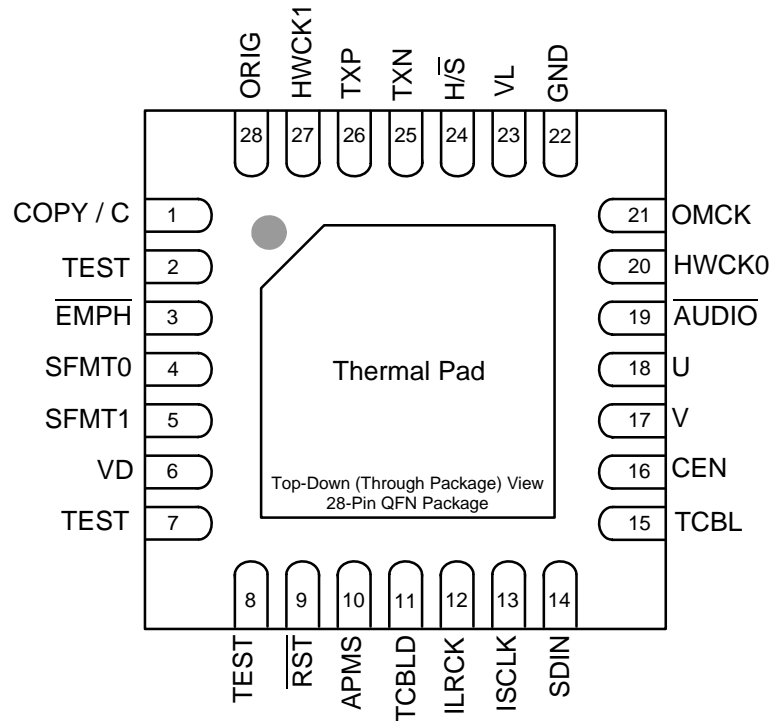 ORIG
HWCK1
TXP
TXN
H/S̅
VL
GND
28
27
26
25
24
23
22
COPY / C 1
TEST 2
E̅M̅P̅H̅ 3
SFMT0 4
SFMT1 5
VD 6
TEST 7
21 OMCK
20 HWCK0
19 A̅U̅D̅I̅O̅
18 U
17 V
16 CEN
15 TCBL
Thermal Pad
Top-Down (Through Package) View
28-Pin QFN Package
8
9
10
11
12
13
14
TEST
R̅S̅T̅
APMS
TCBLD
ILRCK
ISCLK
SDIN